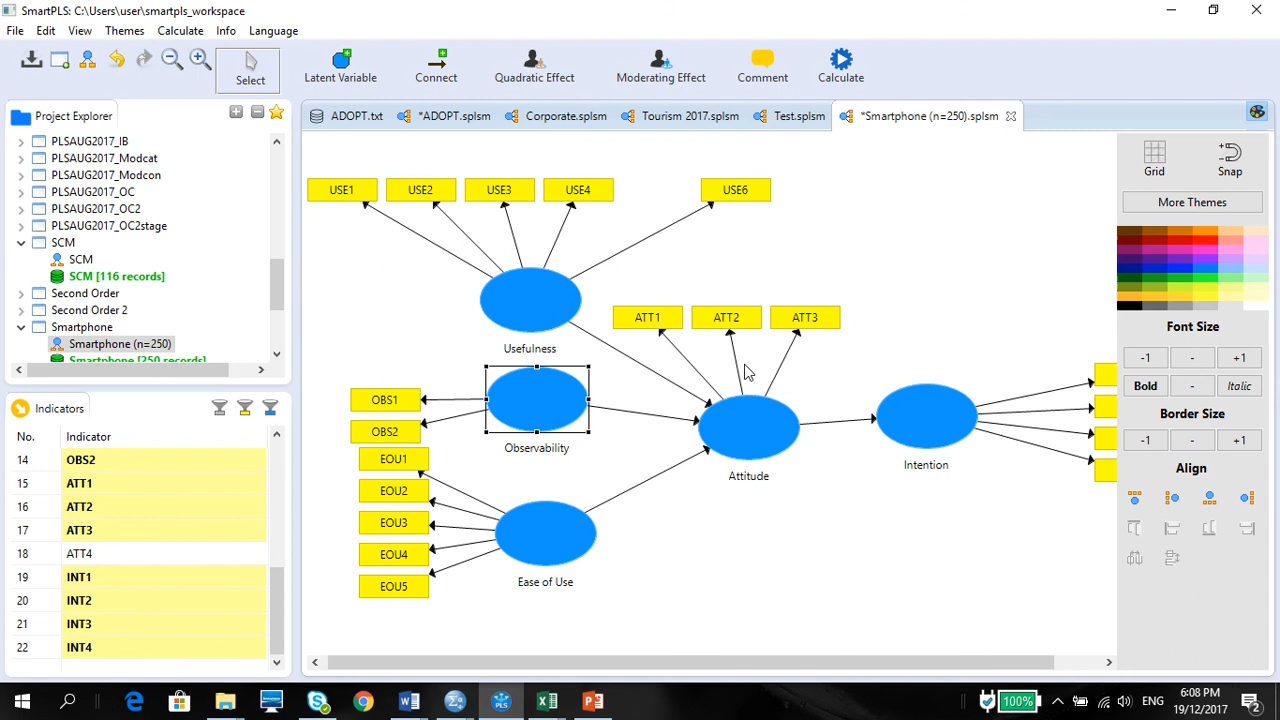 SmartPLS: C:\Users\user\smartpls_workspace
File Edit View Themes Calculate Info Language
Select
Latent Variable
Connect
Quadratic Effect
Moderating Effect
Comment
Calculate
Project Explorer
PLSAUG2017_IB
PLSAUG2017_Modcat
PLSAUG2017_Modcon
PLSAUG2017_OC
PLSAUG2017_OC2
PLSAUG2017_OC2stage
SCM
SCM
SCM [116 records]
Second Order
Second Order 2
Smartphone
Smartphone (n=250)
Smartphone [250 records]
Indicators
No. Indicator
14 OBS2
15 ATT1
16 ATT2
17 ATT3
18 ATT4
19 INT1
20 INT2
21 INT3
22 INT4
ADOPT.txt *ADOPT.splsm Corporate.splsm Tourism 2017.splsm Test.splsm *Smartphone (n=250).splsm
USE1 USE2 USE3 USE4 USE6
Usefulness
ATT1 ATT2 ATT3
OBS1
OBS2
Observability
Attitude
Intention
EOU1
EOU2
EOU3
EOU4
EOU5
Ease of Use
Grid Snap
More Themes
Font Size
-1 - +1
Bold - Italic
Border Size
-1 - +1
Align
PLS
100%
ENG
6:08 PM
19/12/2017
2